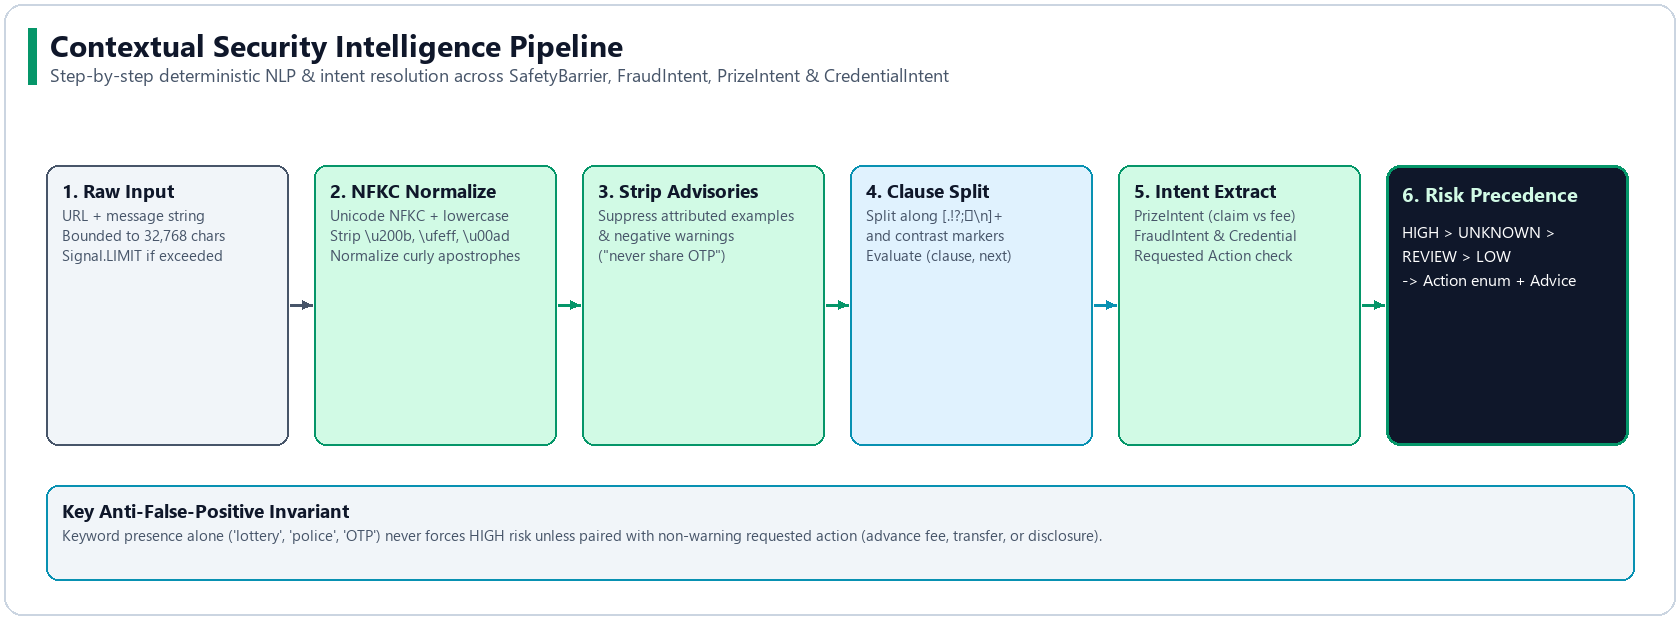 Contextual Security Intelligence Pipeline
Step-by-step deterministic NLP & intent resolution across SafetyBarrier, FraudIntent, PrizeIntent & CredentialIntent
1. Raw Input
URL + message string
Bounded to 32,768 chars
Signal.LIMIT if exceeded
2. NFKC Normalize
Unicode NFKC + lowercase
Strip \u200b, \ufeff, \u00ad
Normalize curly apostrophes
3. Strip Advisories
Suppress attributed examples
& negative warnings
("never share OTP")
4. Clause Split
Split along [.!?;▯\n]+
and contrast markers
Evaluate (clause, next)
5. Intent Extract
PrizeIntent (claim vs fee)
FraudIntent & Credential
Requested Action check
6. Risk Precedence
HIGH > UNKNOWN >
REVIEW > LOW
-> Action enum + Advice
Key Anti-False-Positive Invariant
Keyword presence alone ('lottery', 'police', 'OTP') never forces HIGH risk unless paired with non-warning requested action (advance fee, transfer, or disclosure).